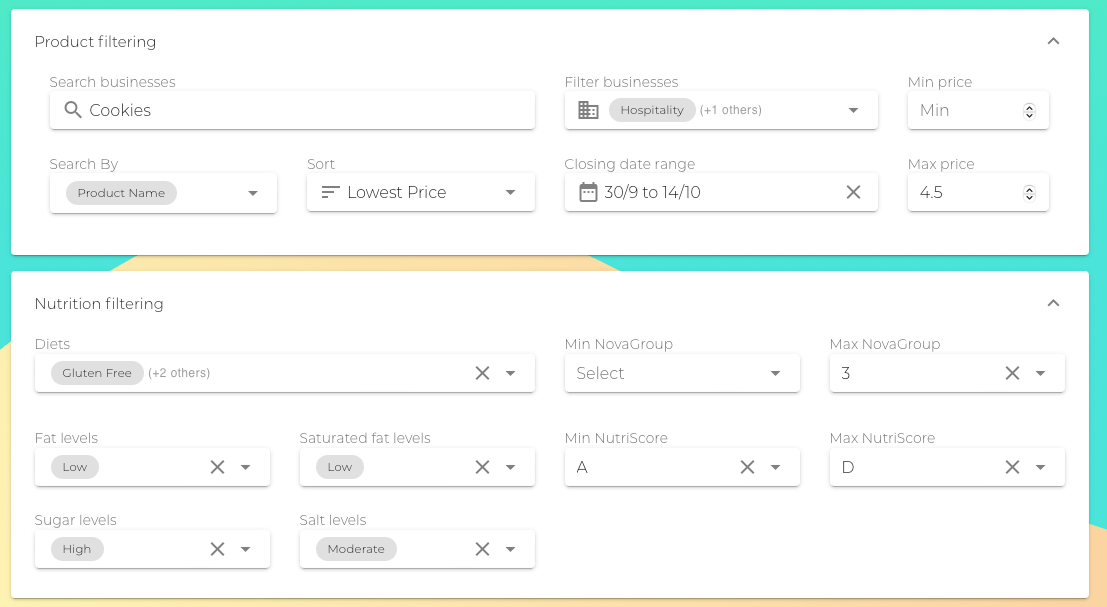 Product filtering
Search businesses
Filter businesses
Min price
Cookies
Hospitality (+1 others)
Min
Search By
Sort
Closing date range
Max price
Product Name
Lowest Price
30/9 to 14/10
4.5
Nutrition filtering
Diets
Min NovaGroup
Max NovaGroup
Gluten Free (+2 others)
Select
3
Fat levels
Saturated fat levels
Min NutriScore
Max NutriScore
Low
Low
A
D
Sugar levels
Salt levels
High
Moderate